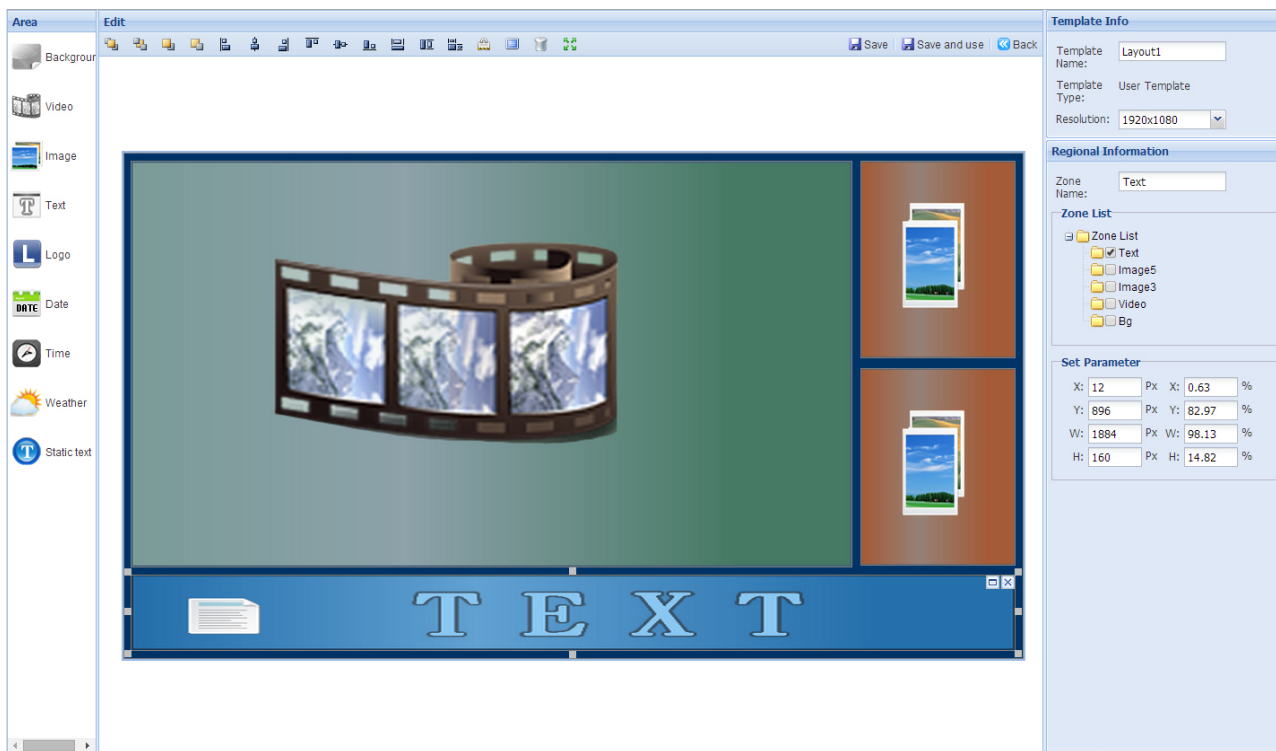 Area
Edit
Template Info
Save
Save and use
Back
Backgroun
Video
Image
Text
L
Logo
DATE
Date
Time
Weather
T
Static text
TEXT
Template
Name:
Layout1
Template
Type:
User Template
Resolution:
1920x1080
Regional Information
Zone
Name:
Text
Zone List
Zone List
Text
Image5
Image3
Video
Bg
Set Parameter
X: 12 Px X: 0.63 %
Y: 896 Px Y: 82.97 %
W: 1884 Px W: 98.13 %
H: 160 Px H: 14.82 %